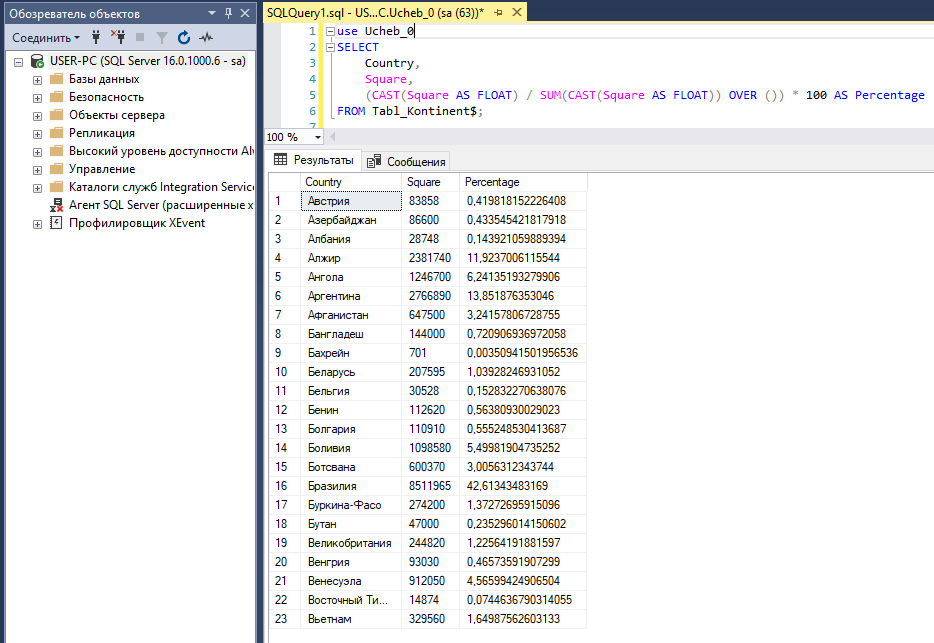 Обозреватель объектов
Соединить
USER-PC (SQL Server 16.0.1000.6 - sa)
Базы данных
Безопасность
Объекты сервера
Репликация
Высокий уровень доступности Al
Управление
Каталоги служб Integration Service
Агент SQL Server (расширенные х
Профилировщик XEvent
SQLQuery1.sql - US...C.Ucheb_0 (sa (63))*
1 use Ucheb_0
2 SELECT
3 Country,
4 Square,
5 (CAST(Square AS FLOAT) / SUM(CAST(Square AS FLOAT)) OVER ()) * 100 AS Percentage
6 FROM Tabl_Kontinent$;
7
100 %
Результаты Сообщения
Country Square Percentage
1 Австрия 83858 0,419818152226408
2 Азербайджан 86600 0,433545421817918
3 Албания 28748 0,143921059889394
4 Алжир 2381740 11,9237006115544
5 Ангола 1246700 6,24135193279906
6 Аргентина 2766890 13,851876353046
7 Афганистан 647500 3,24157806728755
8 Бангладеш 144000 0,720906936972058
9 Бахрейн 701 0,00350941501956536
10 Беларусь 207595 1,03928246931052
11 Бельгия 30528 0,152832270638076
12 Бенин 112620 0,56380930029023
13 Болгария 110910 0,555248530413687
14 Боливия 1098580 5,49981904735252
15 Ботсвана 600370 3,0056312343744
16 Бразилия 8511965 42,61343483169
17 Буркина-Фасо 274200 1,37272695915096
18 Бутан 47000 0,235296014150602
19 Великобритания 244820 1,22564191881597
20 Венгрия 93030 0,46573591907299
21 Венесуэла 912050 4,56599424906504
22 Восточный Ти... 14874 0,0744636790314055
23 Вьетнам 329560 1,64987562603133